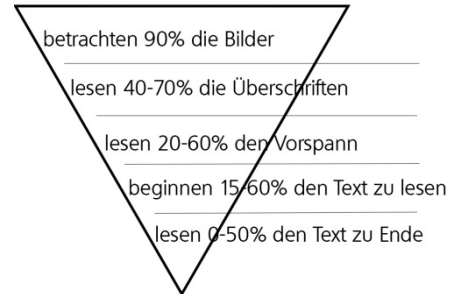 betrachten 90% die Bilder
lesen 40-70% die Überschriften
lesen 20-60% den Vorspann
beginnen 15-60% den Text zu lesen
lesen 0-50% den Text zu Ende